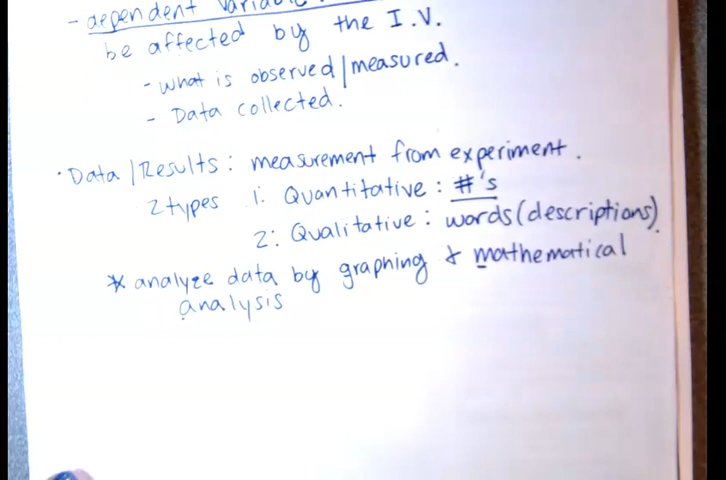 - dependent variable
be affected by the I.V.
- what is observed/measured.
- Data collected.
· Data/Results: measurement from experiment.
2 types 1: Quantitative: #'s
2: Qualitative: words (descriptions).
* analyze data by graphing & mathematical
analysis